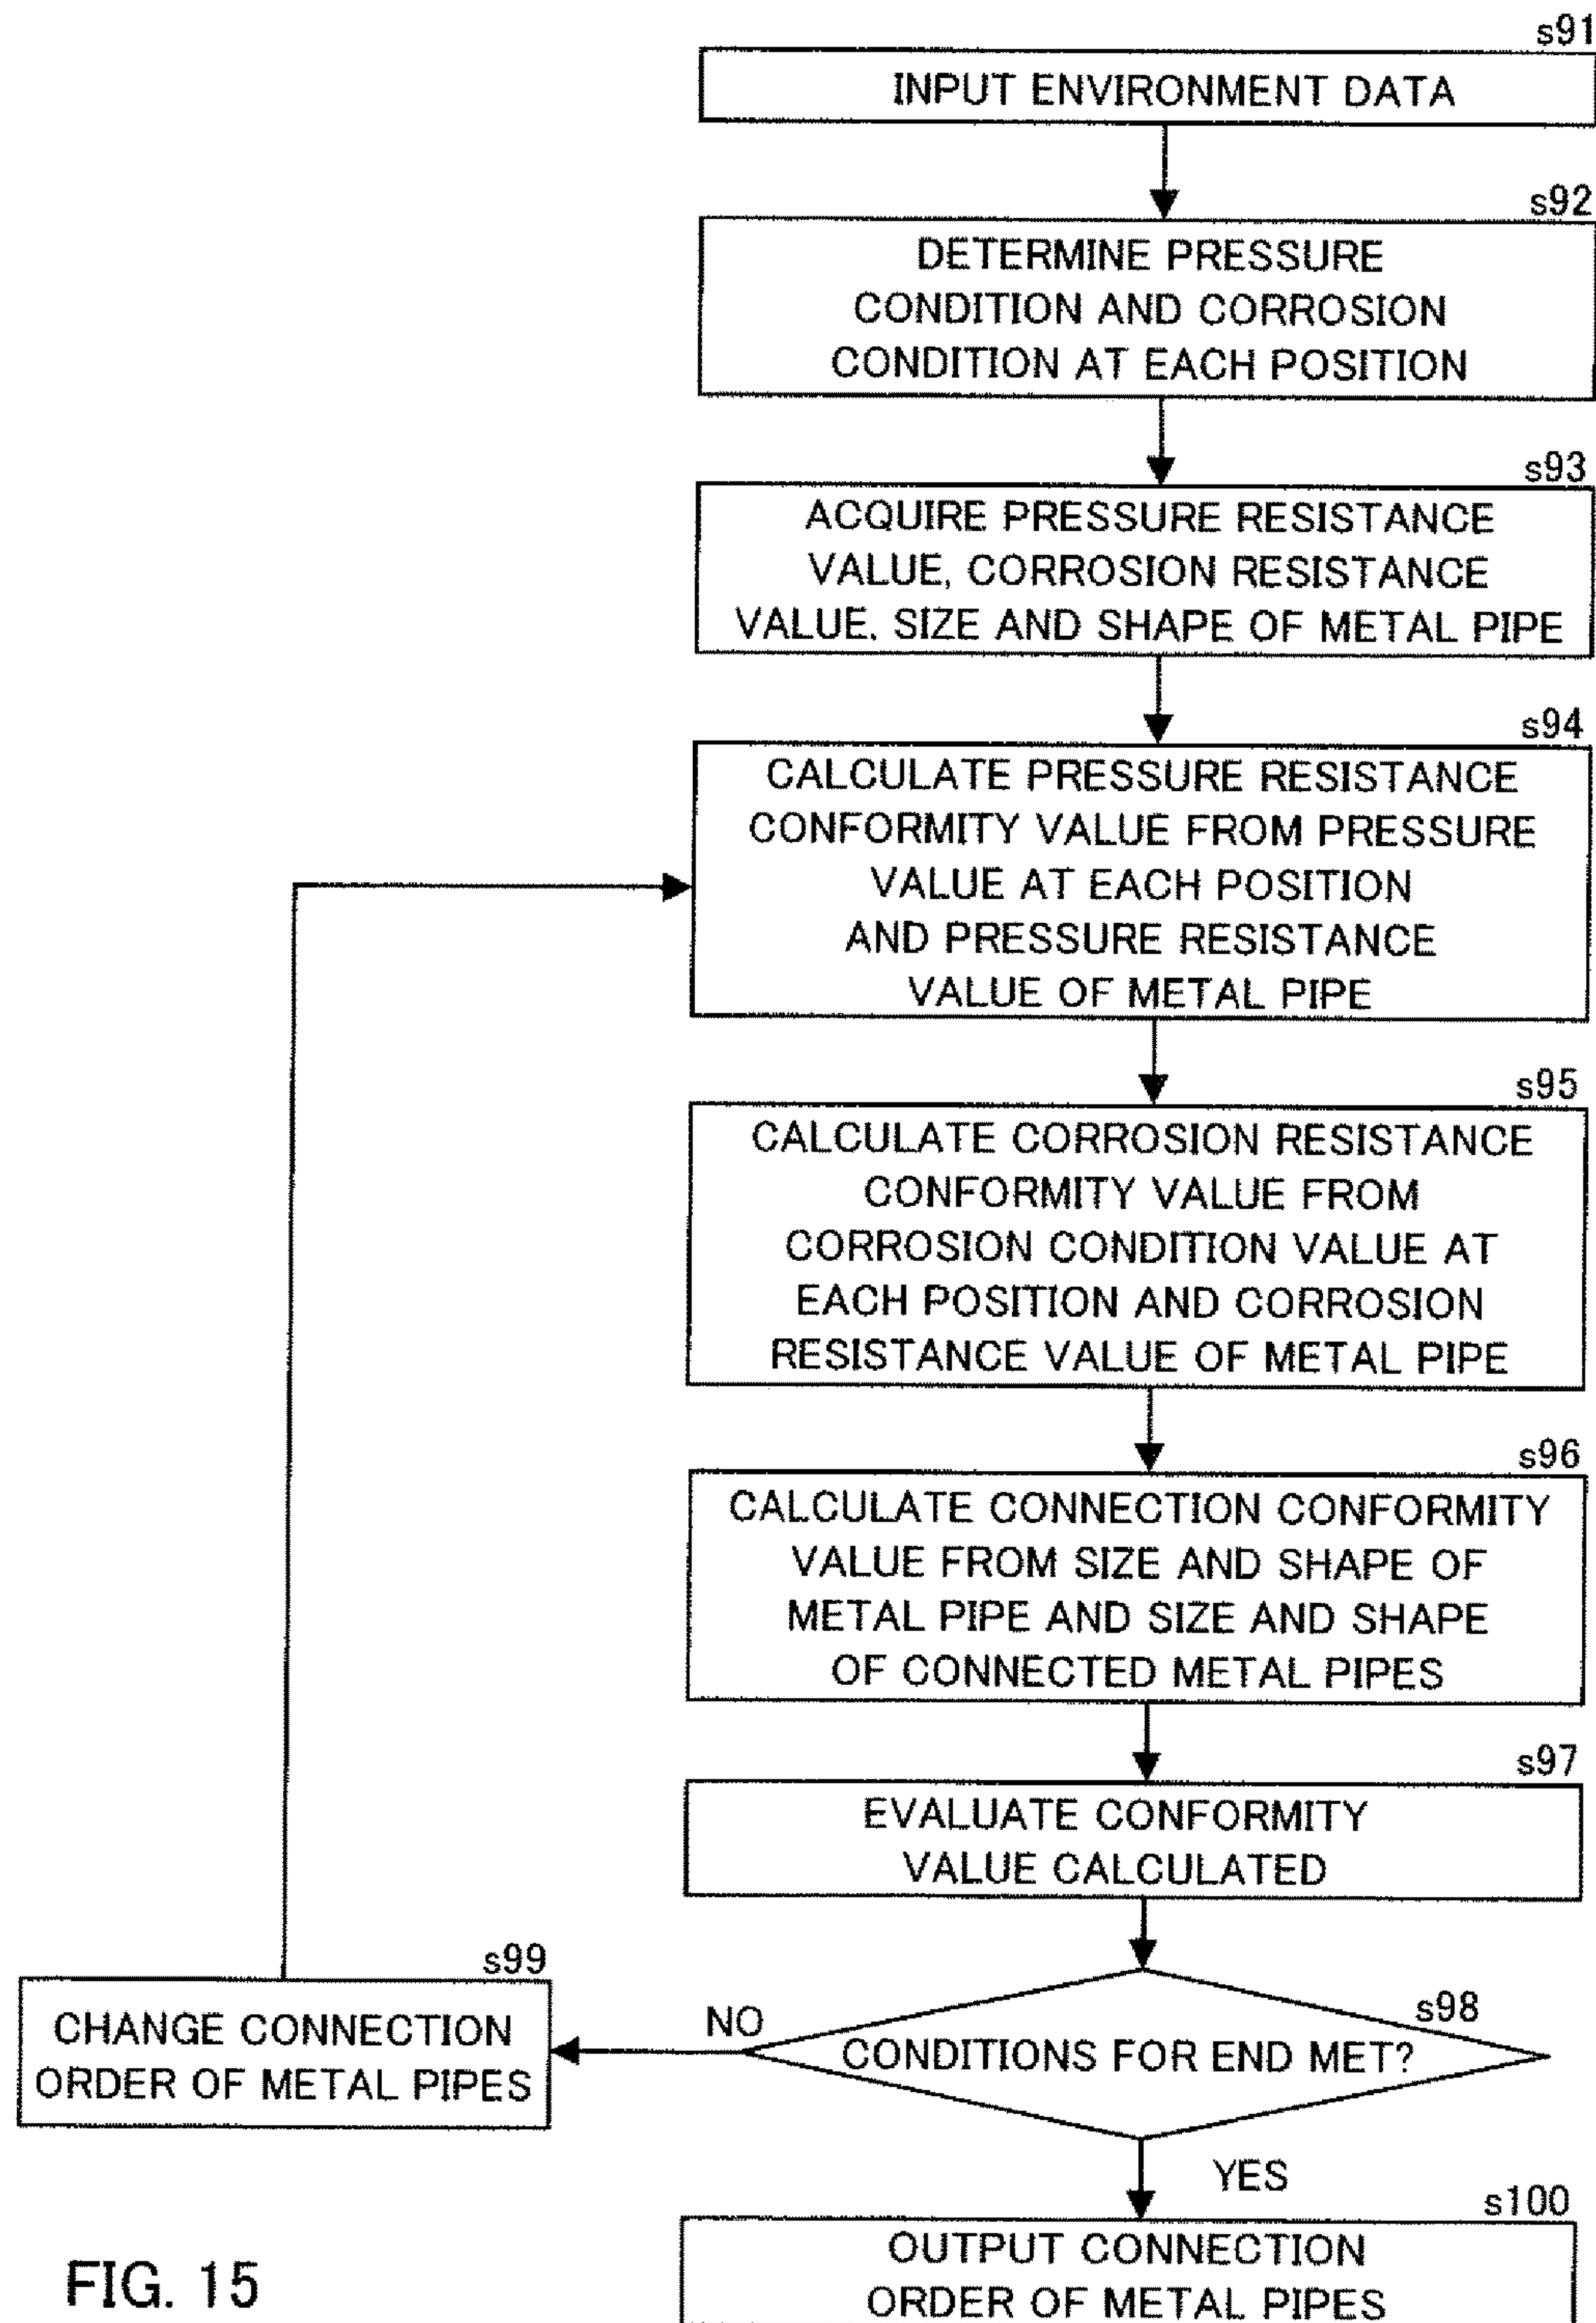 s91
INPUT ENVIRONMENT DATA
s92
DETERMINE PRESSURE
CONDITION AND CORROSION
CONDITION AT EACH POSITION
s93
ACQUIRE PRESSURE RESISTANCE
VALUE, CORROSION RESISTANCE
VALUE, SIZE AND SHAPE OF METAL PIPE
s94
CALCULATE PRESSURE RESISTANCE
CONFORMITY VALUE FROM PRESSURE
VALUE AT EACH POSITION
AND PRESSURE RESISTANCE
VALUE OF METAL PIPE
s95
CALCULATE CORROSION RESISTANCE
CONFORMITY VALUE FROM
CORROSION CONDITION VALUE AT
EACH POSITION AND CORROSION
RESISTANCE VALUE OF METAL PIPE
s96
CALCULATE CONNECTION CONFORMITY
VALUE FROM SIZE AND SHAPE OF
METAL PIPE AND SIZE AND SHAPE
OF CONNECTED METAL PIPES
s97
EVALUATE CONFORMITY
VALUE CALCULATED
s98
CONDITIONS FOR END MET?
NO
s99
CHANGE CONNECTION
ORDER OF METAL PIPES
YES
s100
OUTPUT CONNECTION
ORDER OF METAL PIPES
FIG. 15